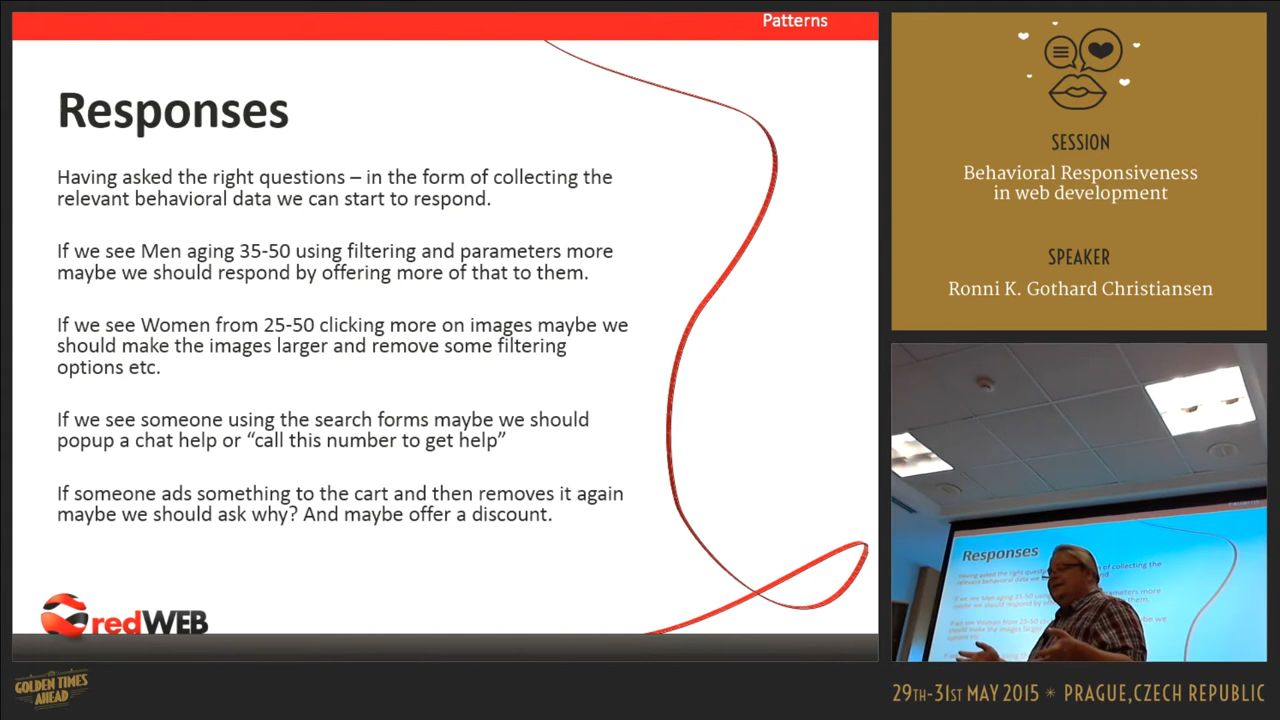 Patterns
Responses
Having asked the right questions – in the form of collecting the
relevant behavioral data we can start to respond.
If we see Men aging 35-50 using filtering and parameters more
maybe we should respond by offering more of that to them.
If we see Women from 25-50 clicking more on images maybe we
should make the images larger and remove some filtering
options etc.
If we see someone using the search forms maybe we should
popup a chat help or “call this number to get help”
If someone ads something to the cart and then removes it again
maybe we should ask why? And maybe offer a discount.
redWEB
SESSION
Behavioral Responsiveness
in web development
SPEAKER
Ronni K. Gothard Christiansen
Responses
GOLDEN TIMES
AHEAD
29TH-31ST MAY 2015 * PRAGUE,CZECH REPUBLIC